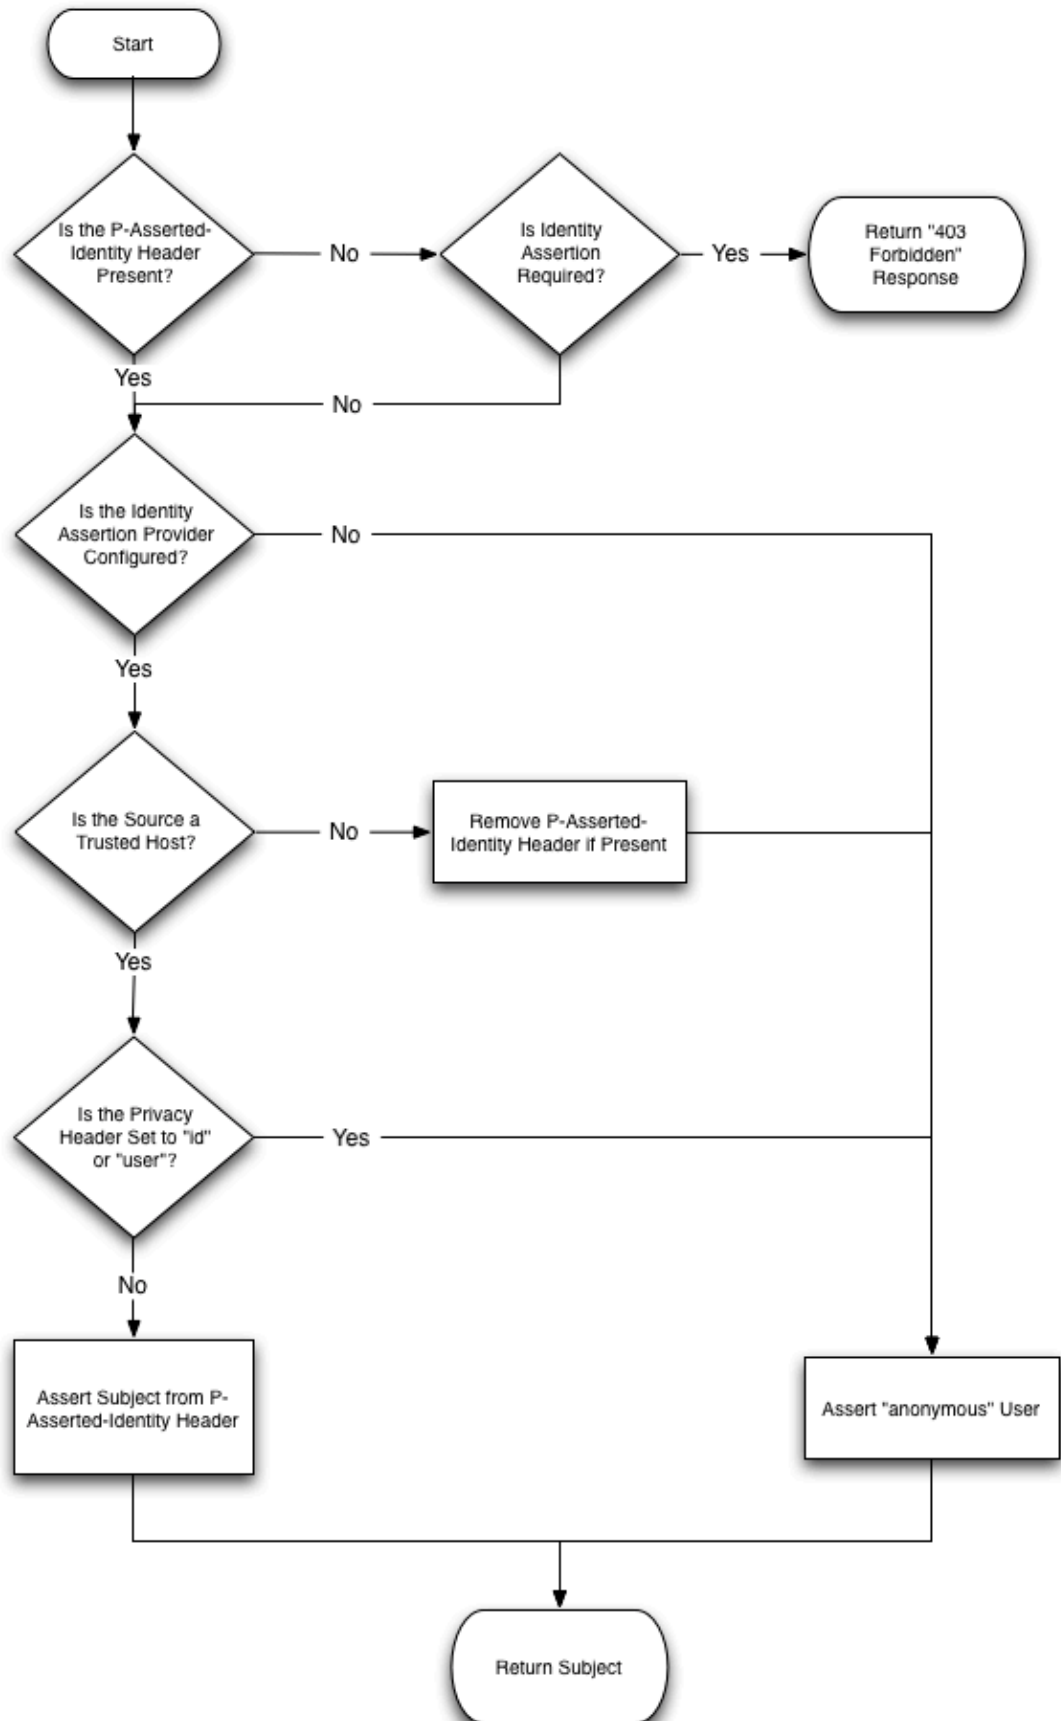 Start
Is the P-Asserted-
Identity Header
Present?
No
Is Identity
Assertion
Required?
Yes
Return "403
Forbidden"
Response
Yes
No
Is the Identity
Assertion Provider
Configured?
No
Yes
Is the Source a
Trusted Host?
No
Remove P-Asserted-
Identity Header if Present
Yes
Is the Privacy
Header Set to "id"
or "user"?
Yes
No
Assert Subject from P-
Asserted-Identity Header
Assert "anonymous" User
Return Subject